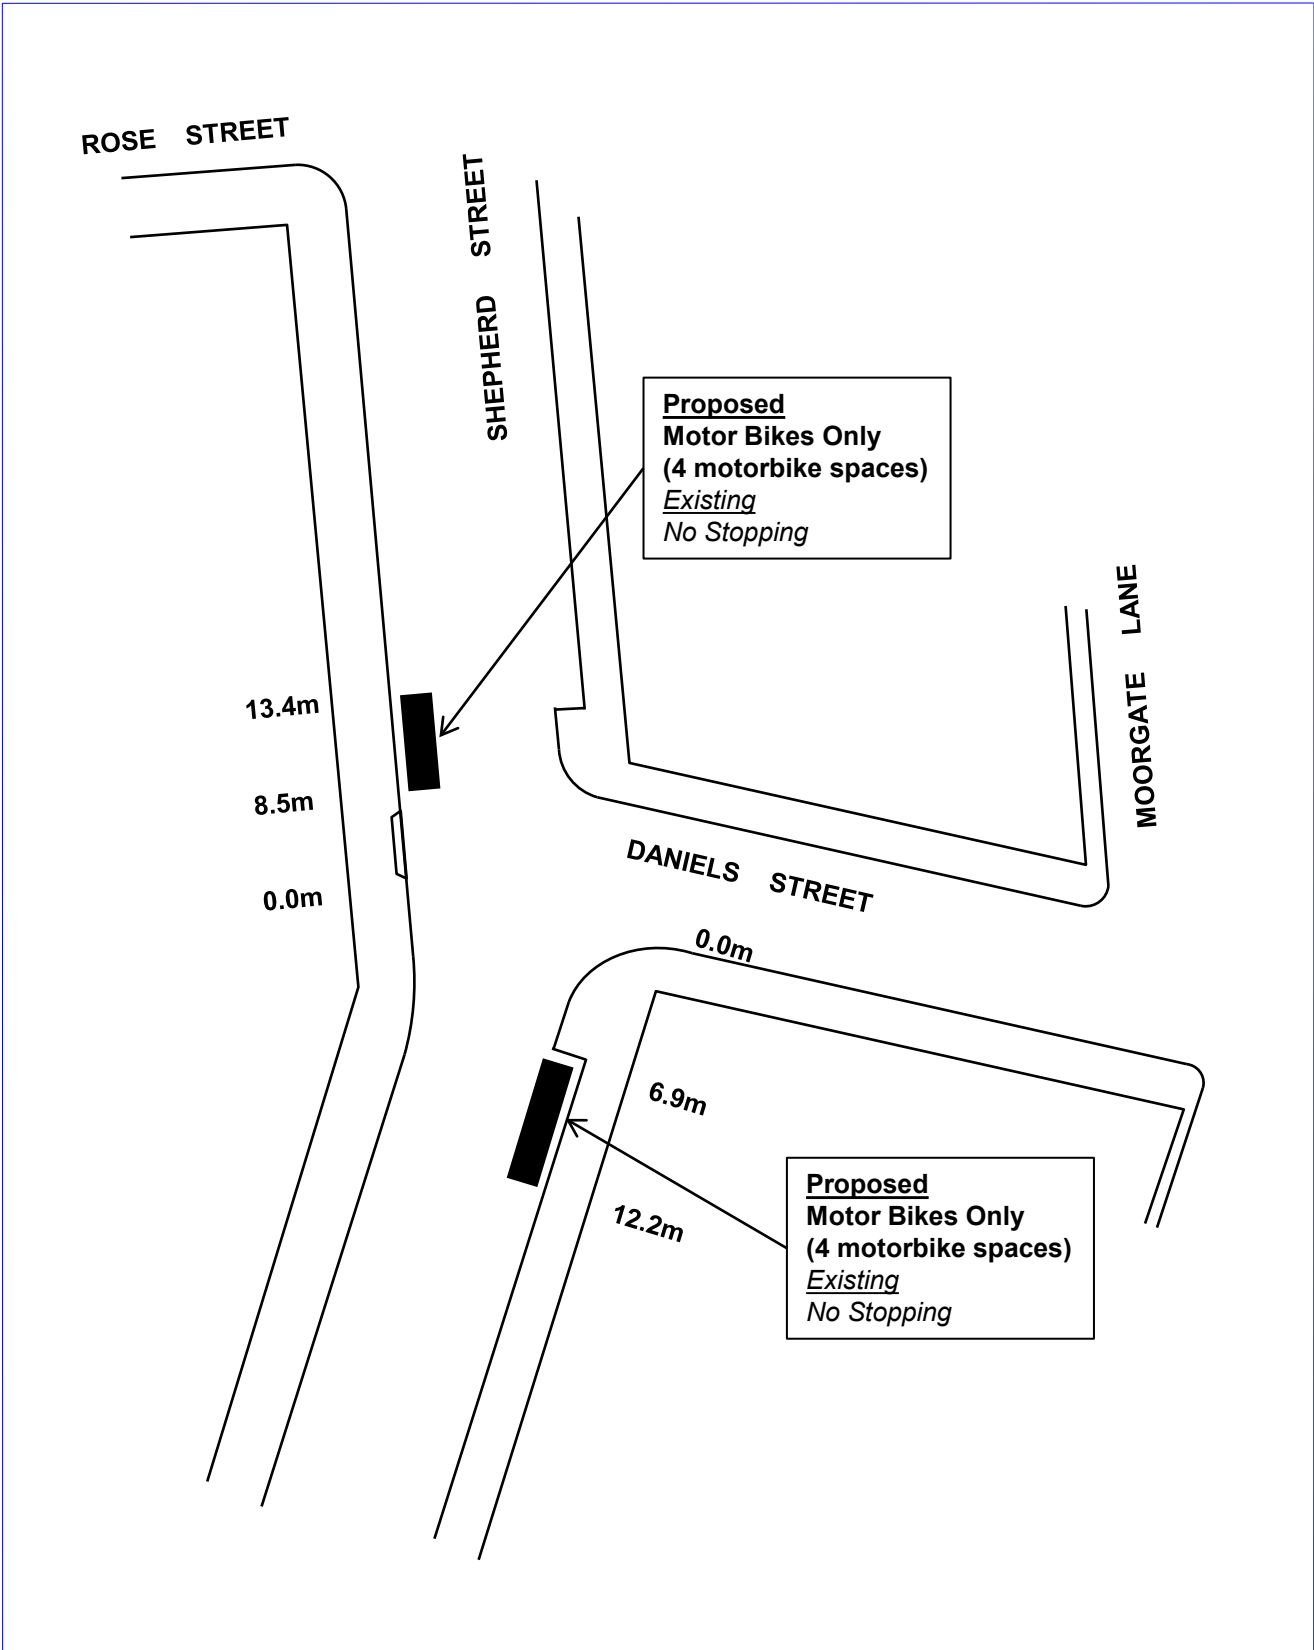 ROSE STREET
SHEPHERD STREET
Proposed
Motor Bikes Only
(4 motorbike spaces)
Existing
No Stopping
MOORGATE LANE
13.4m
8.5m
0.0m
DANIELS STREET
0.0m
6.9m
12.2m
Proposed
Motor Bikes Only
(4 motorbike spaces)
Existing
No Stopping